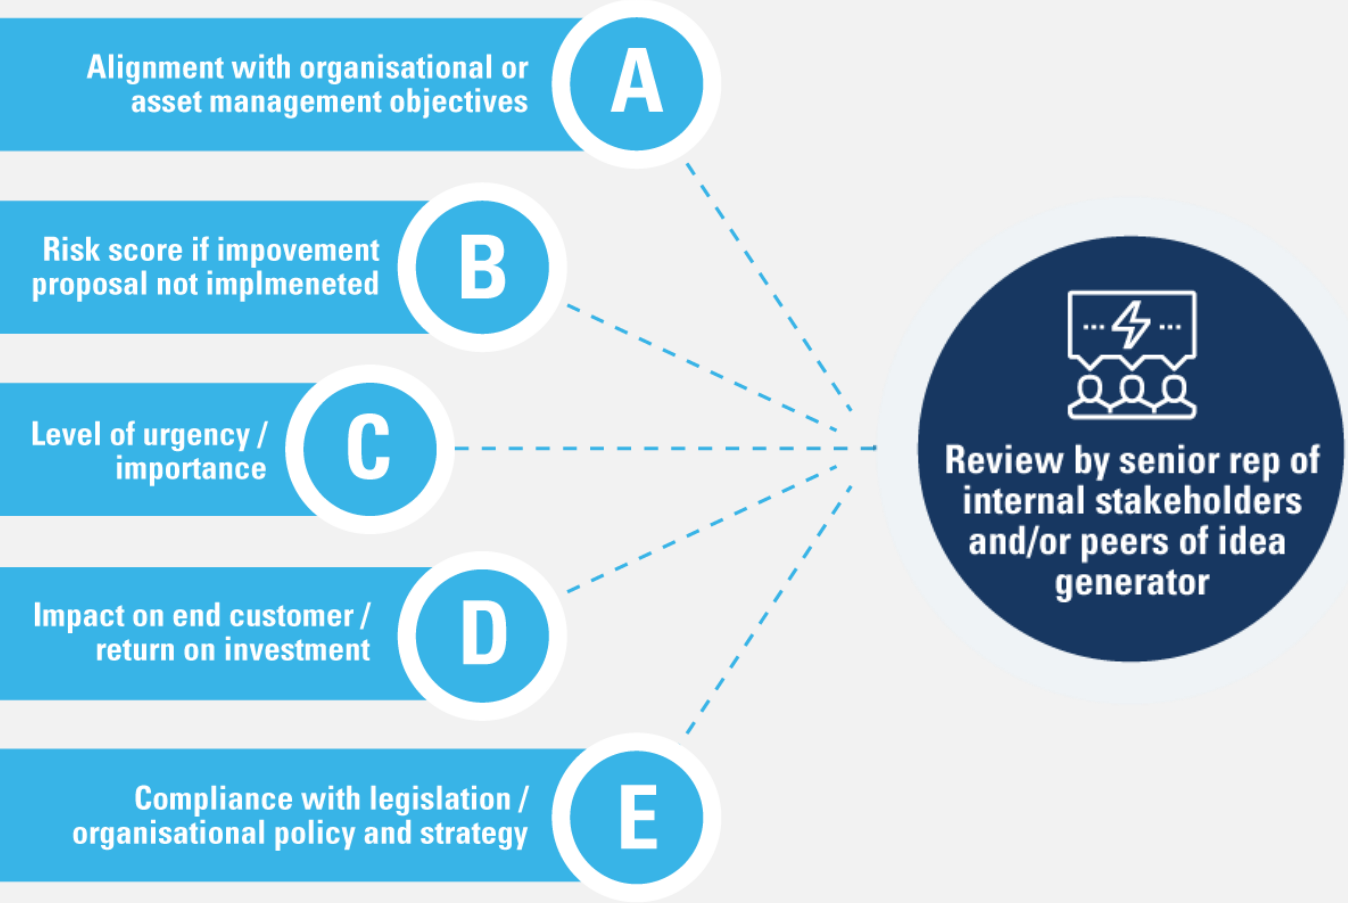 Alignment with organisational or
asset management objectives
A
Risk score if impovement
proposal not implmeneted
B
Level of urgency /
importance
C
Impact on end customer /
return on investment
D
Compliance with legislation /
organisational policy and strategy
E
Review by senior rep of
internal stakeholders
and/or peers of idea
generator